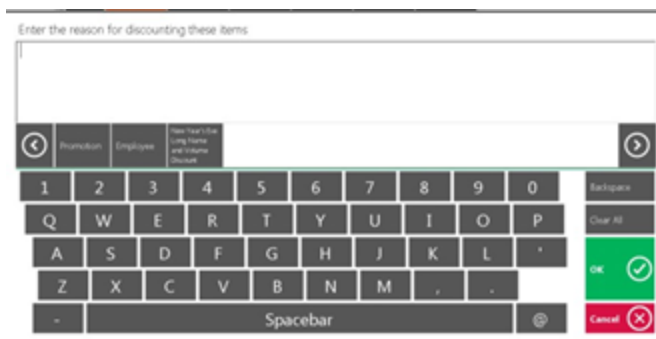 Enter the reason for discounting these items
Promotion Employee New Year's Eve
Long Name
and Volume
Discount
1 2 3 4 5 6 7 8 9 0 Backspace
Q W E R T Y U I O P Clear All
A S D F G H J K L '
Z X C V B N M , .
OK
- Spacebar @ Cancel